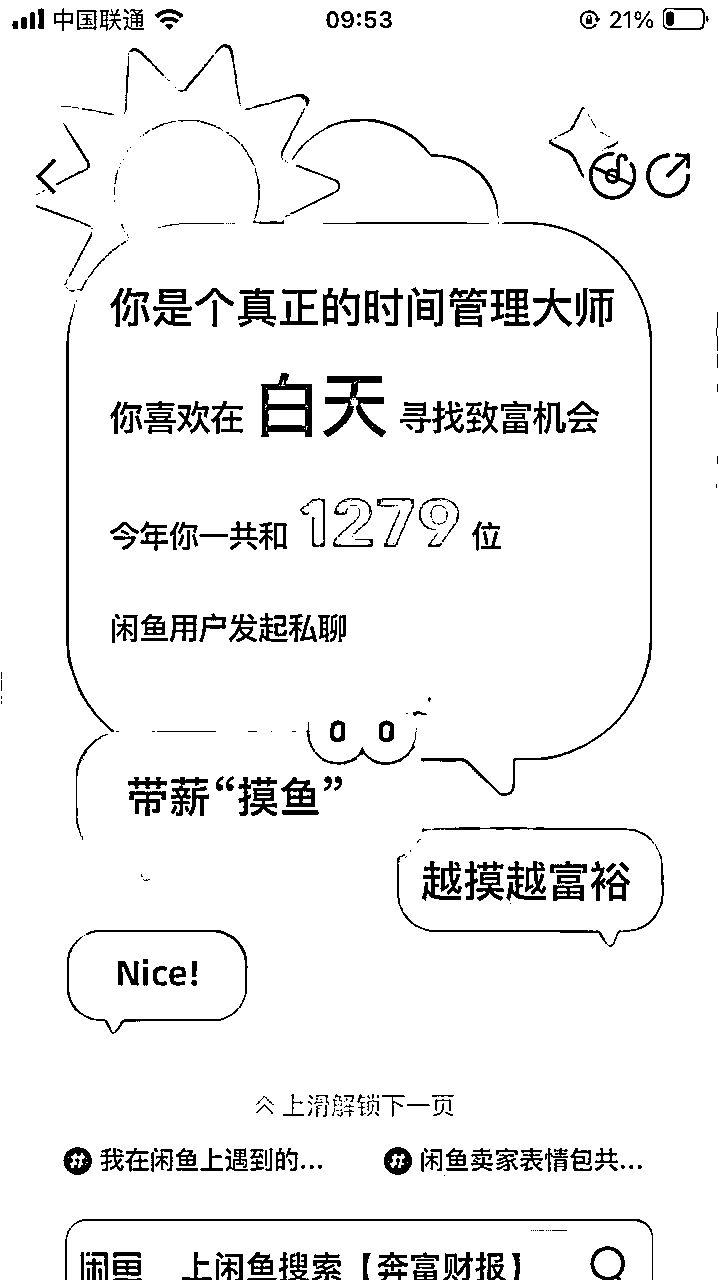 中国联通 09:53 21%
你是个真正的时间管理大师
你喜欢在 白天 寻找致富机会
今年你一共和 1279 位
闲鱼用户发起私聊
带薪“摸鱼”
越摸越富裕
Nice!
上滑解锁下一页
我在闲鱼上遇到的... 闲鱼卖家表情包共...
闲鱼 上闲鱼搜索【奔富财报】